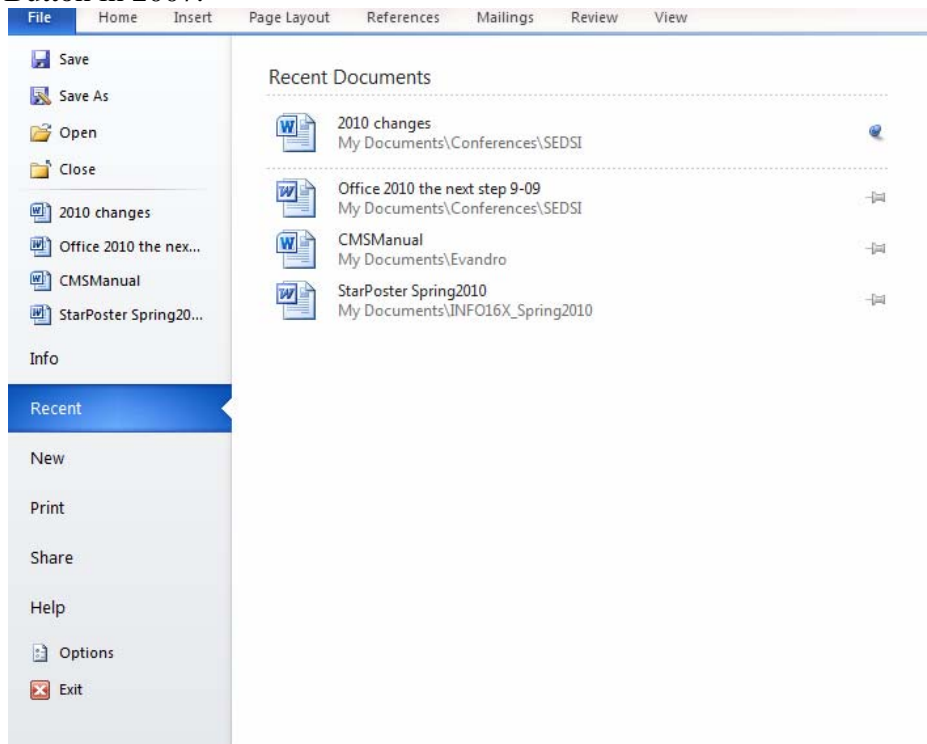 Button in 2007.
File Home Insert Page Layout References Mailings Review View
Save
Save As
Open
Close
2010 changes
Office 2010 the nex...
CMSManual
StarPoster Spring20...
Info
Recent
New
Print
Share
Help
Options
Exit
Recent Documents
2010 changes
My Documents\Conferences\SEDSI
Office 2010 the next step 9-09
My Documents\Conferences\SEDSI
CMSManual
My Documents\Evandro
StarPoster Spring2010
My Documents\INFO16X_Spring2010